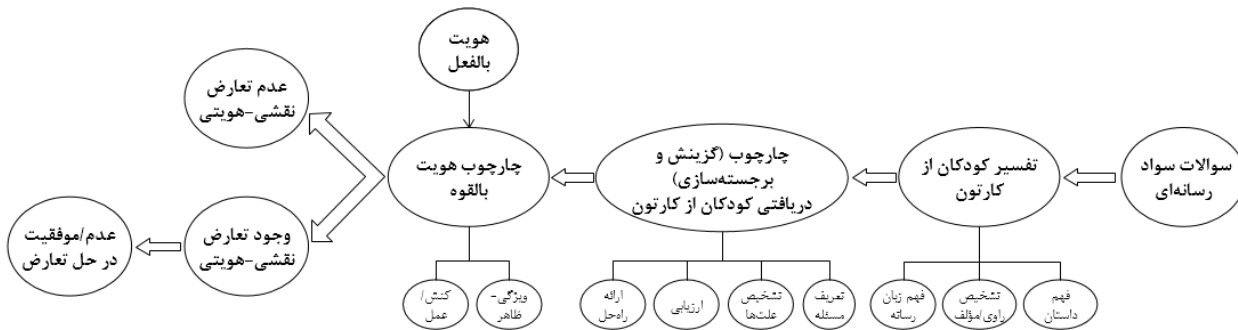 هویت
بالفعل
عدم تعارض
نقشی-هویتی
سوالات سواد
رسانه‌ای
تفسیر کودکان از
کارتون
چارچوب (گزینش و
برجسته‌سازی)
دریافتی کودکان از کارتون
چارچوب هویت
بالقوه
وجود تعارض
نقشی-هویتی
عدم/موفقیت
در حل تعارض
فهم
داستان
تشخیص
راوی/مؤلف
فهم زبان
رسانه
تعریف
مسئله
تشخیص
علت‌ها
ارزیابی
ارائه
راه‌حل
ویژگی-
ظاهر
کنش/
عمل